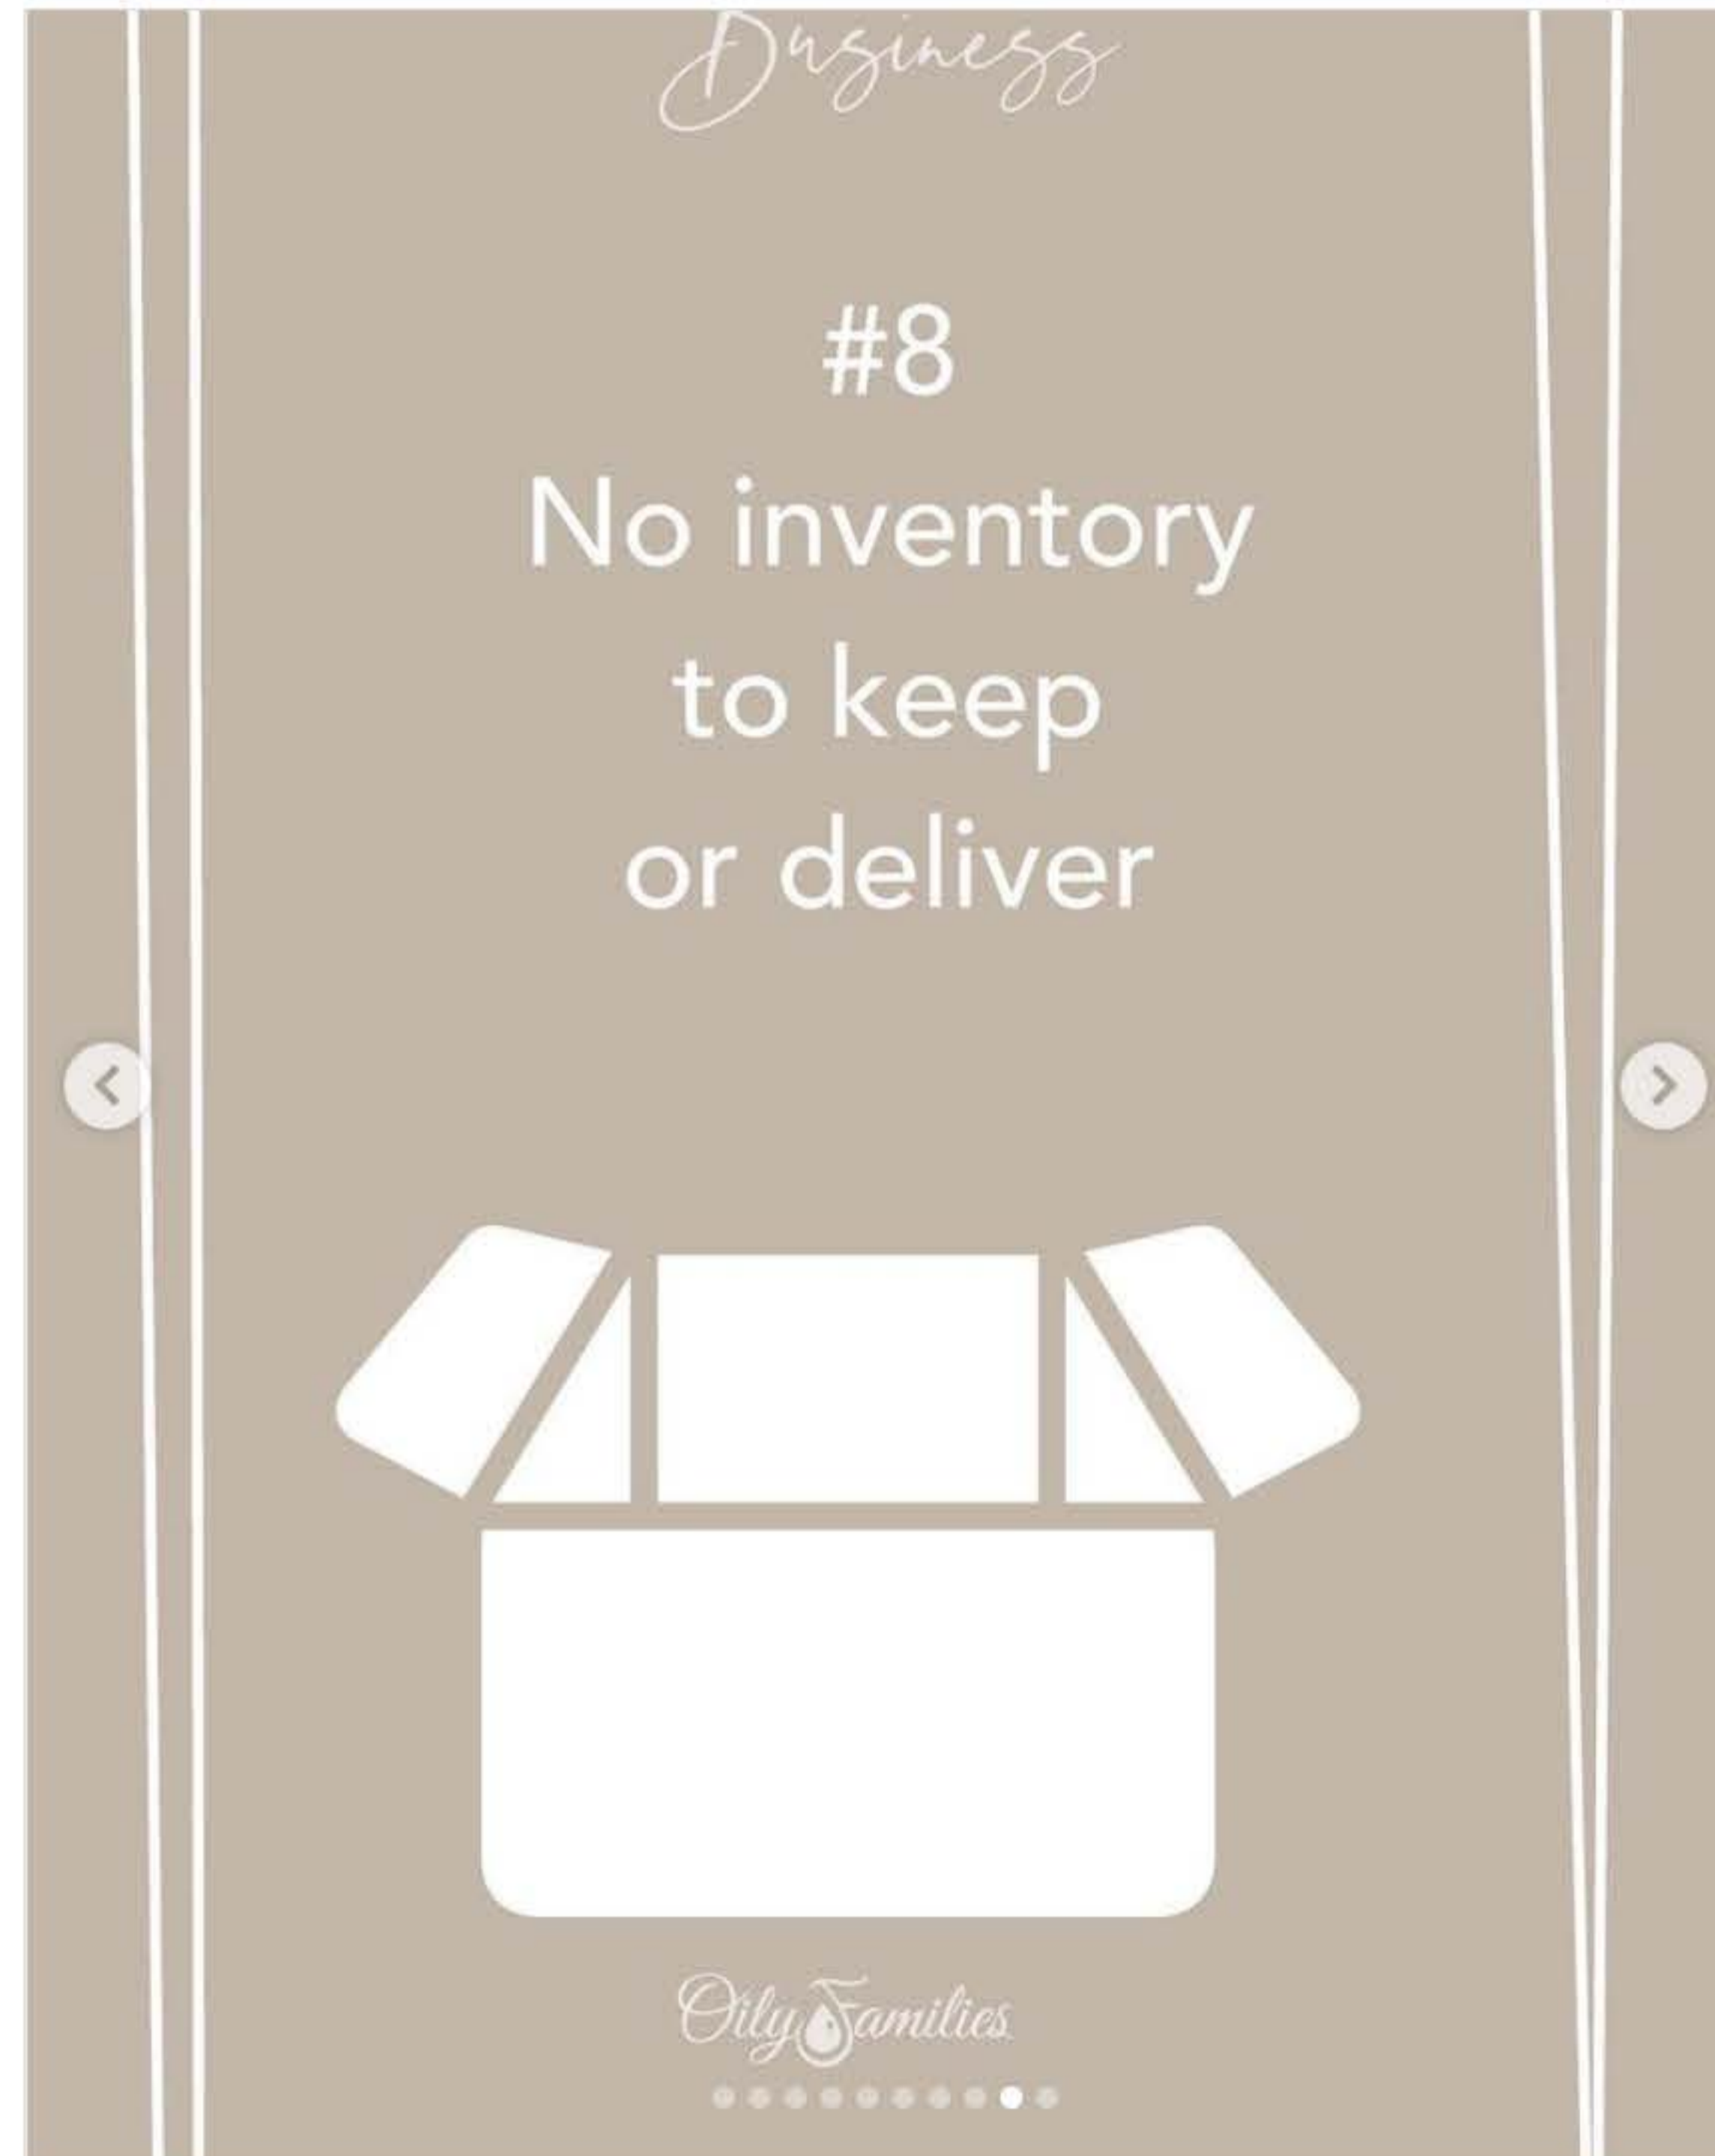 Business
#8
No inventory
to keep
or deliver
Oily Families